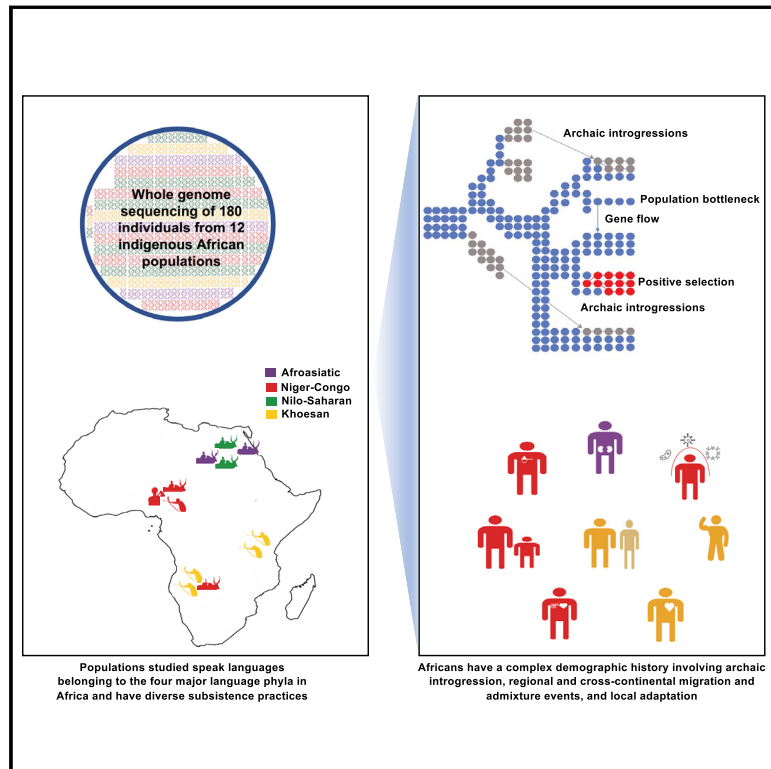 Whole genome
sequencing of 180
individuals from 12
indigenous African
populations
Afroasiatic
Niger-Congo
Nilo-Saharan
Khoesan
Populations studied speak languages
belonging to the four major language phyla in
Africa and have diverse subsistence practices
Archaic introgressions
Population bottleneck
Gene flow
Positive selection
Archaic introgressions
Africans have a complex demographic history involving archaic
introgression, regional and cross-continental migration and
admixture events, and local adaptation